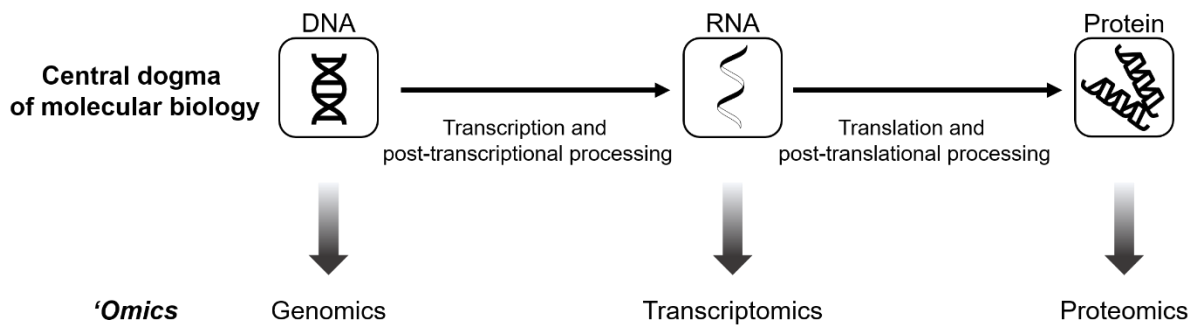 DNA
RNA
Protein
Central dogma
of molecular biology
Transcription and
post-transcriptional processing
Translation and
post-translational processing
‘Omics
Genomics
Transcriptomics
Proteomics